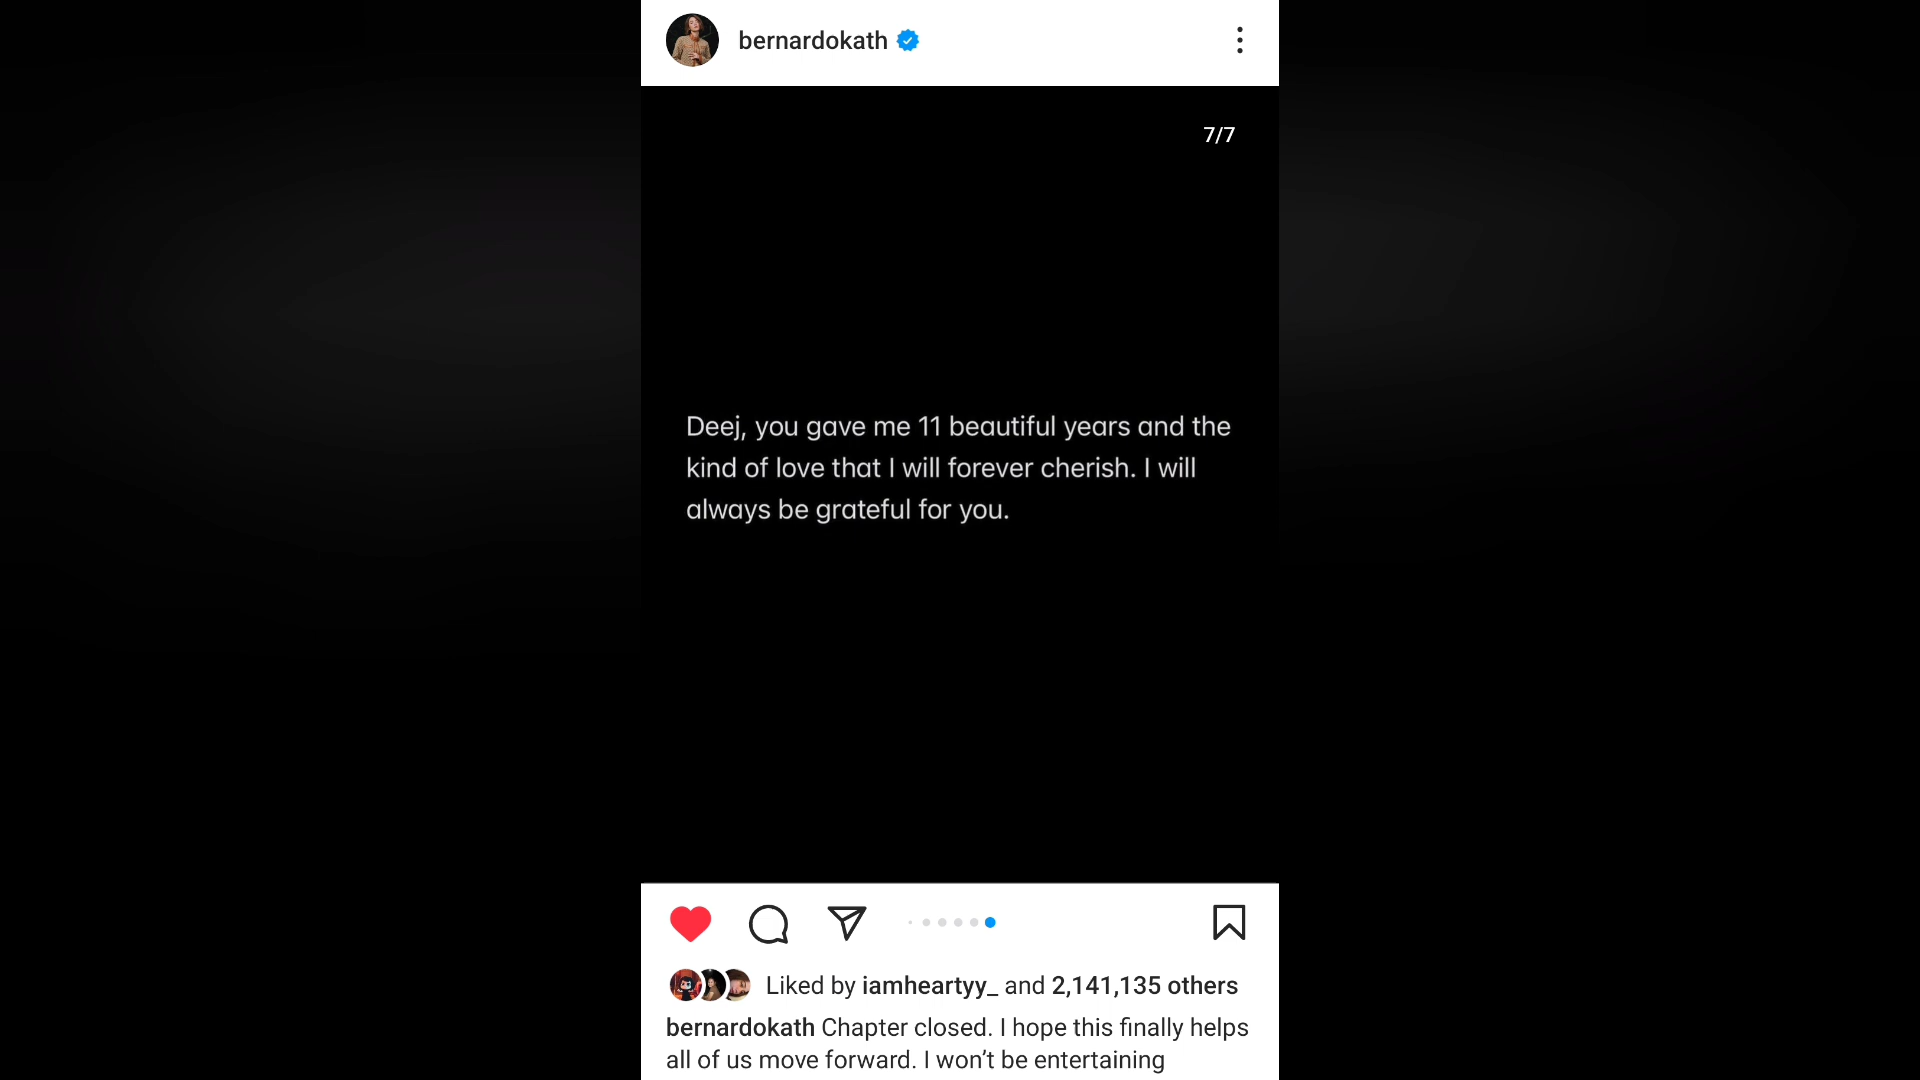 bernardokath
7/7
Deej, you gave me 11 beautiful years and the
kind of love that I will forever cherish. I will
always be grateful for you.
Liked by iamheartyy_ and 2,141,135 others
bernardokath Chapter closed. I hope this finally helps
all of us move forward. I won’t be entertaining